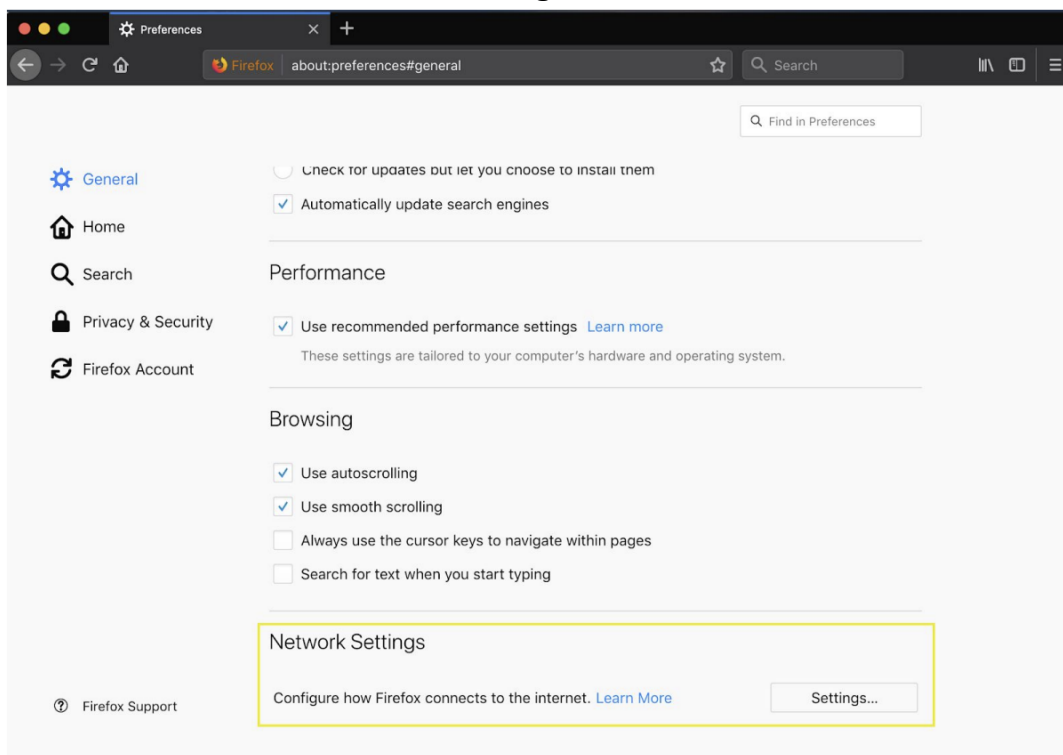 Preferences
Firefox about:preferences#general Search
Find in Preferences
General
Home
Search
Privacy & Security
Firefox Account
Firefox Support
Check for updates but let you choose to install them
Automatically update search engines
Performance
Use recommended performance settings Learn more
These settings are tailored to your computer's hardware and operating system.
Browsing
Use autoscrolling
Use smooth scrolling
Always use the cursor keys to navigate within pages
Search for text when you start typing
Network Settings
Configure how Firefox connects to the internet. Learn More Settings...